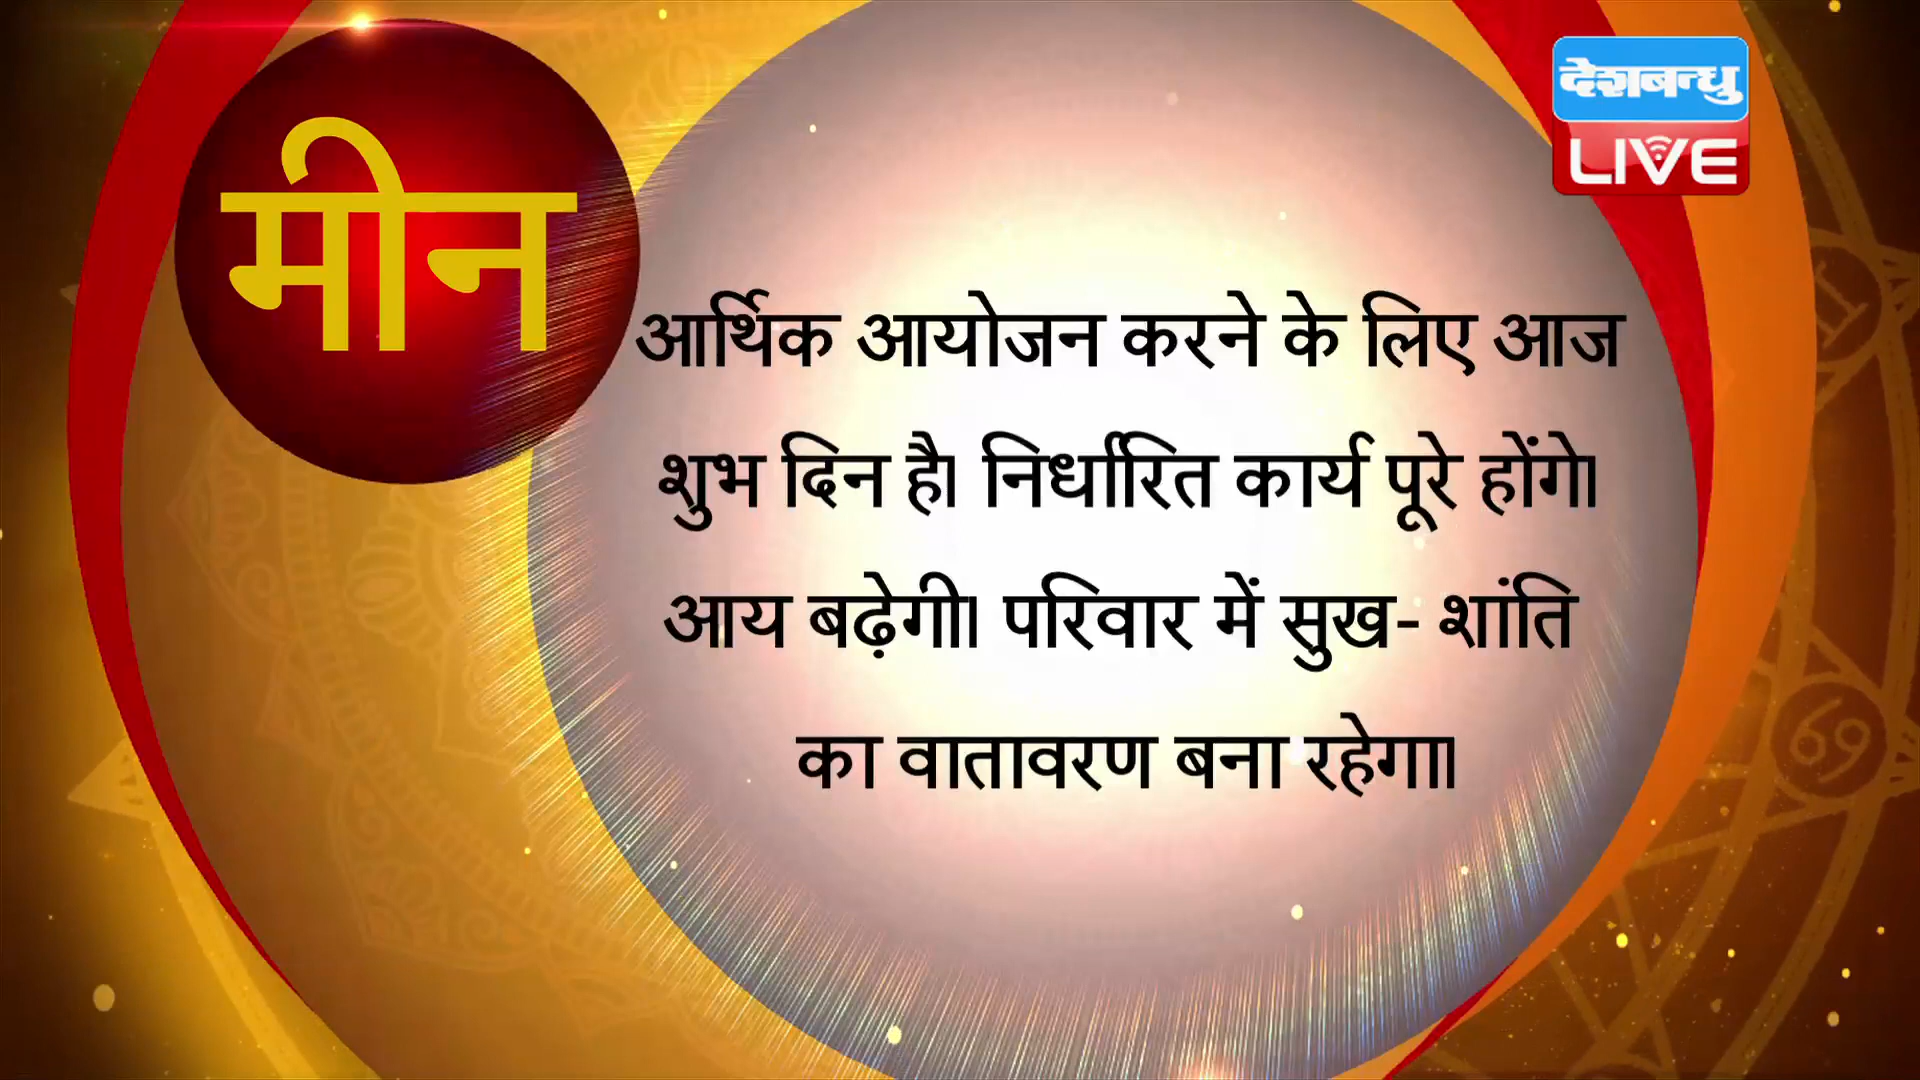 देशबन्धु
LIVE
मीन
आर्थिक आयोजन करने के लिए आज
शुभ दिन है। निर्धारित कार्य पूरे होंगे।
आय बढ़ेगी। परिवार में सुख- शांति
का वातावरण बना रहेगा।